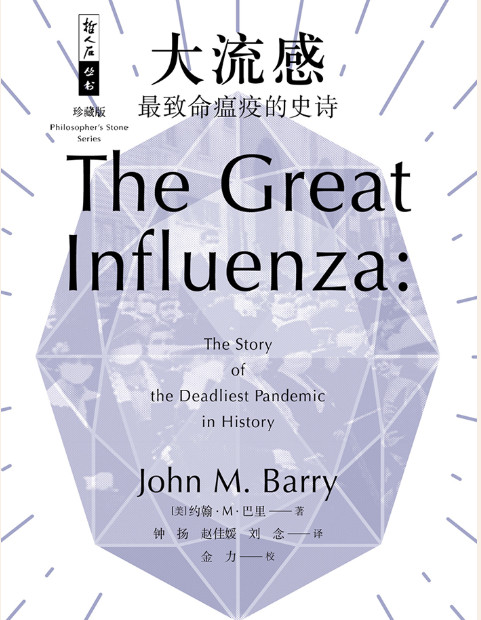 哲人石
丛书
珍藏版
Philosopher's Stone
Series
大流感
最致命瘟疫的史诗
The Great
Influenza:
The Story
of
the Deadliest Pandemic
in History
John M. Barry
[美]约翰·M·巴里——著
钟 扬 赵佳媛 刘 念——译
金 力——校